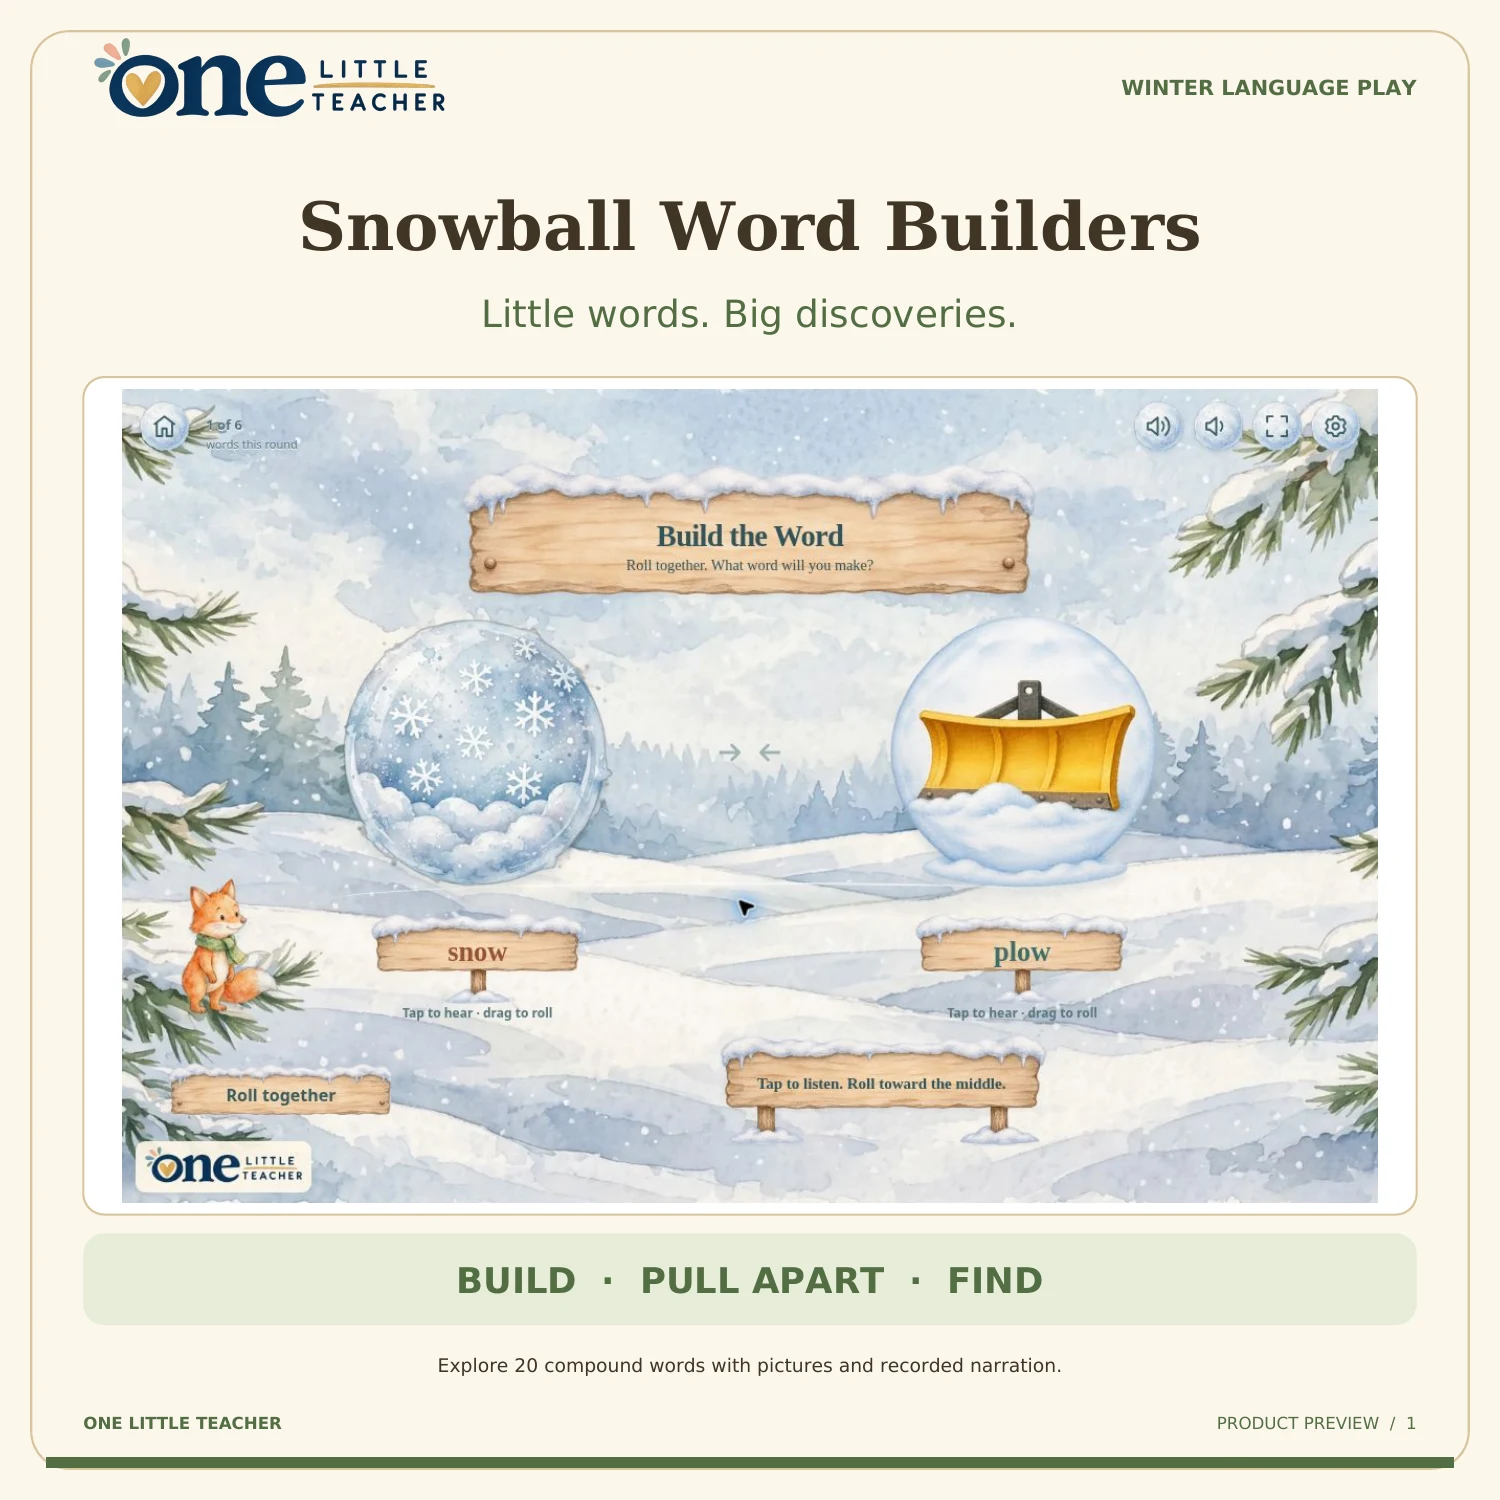 one LITTLE TEACHER
WINTER LANGUAGE PLAY
Snowball Word Builders
Little words. Big discoveries.
1 of 6
words this round
Build the Word
Roll together. What word will you make?
snow
plow
Tap to hear · drag to roll
Tap to hear · drag to roll
Tap to listen. Roll toward the middle.
Roll together
one LITTLE TEACHER
BUILD · PULL APART · FIND
Explore 20 compound words with pictures and recorded narration.
ONE LITTLE TEACHER
PRODUCT PREVIEW / 1